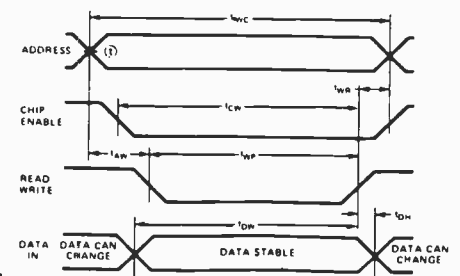 tWC
ADDRESS
①
tWR
CHIP
ENABLE
tCW
tAW
tWP
READ
WRITE
tDW
tDH
DATA
IN
DATA CAN
CHANGE
DATA STABLE
DATA CAN
CHANGE